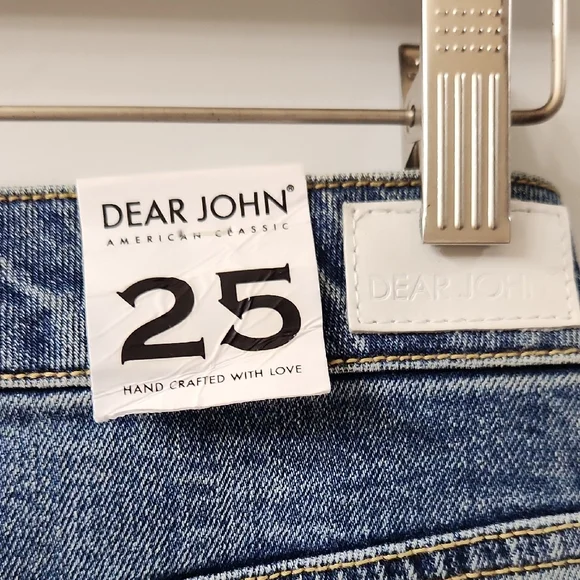 DEAR JOHN®
AMERICAN CLASSIC
25
HAND CRAFTED WITH LOVE
DEAR JOHN